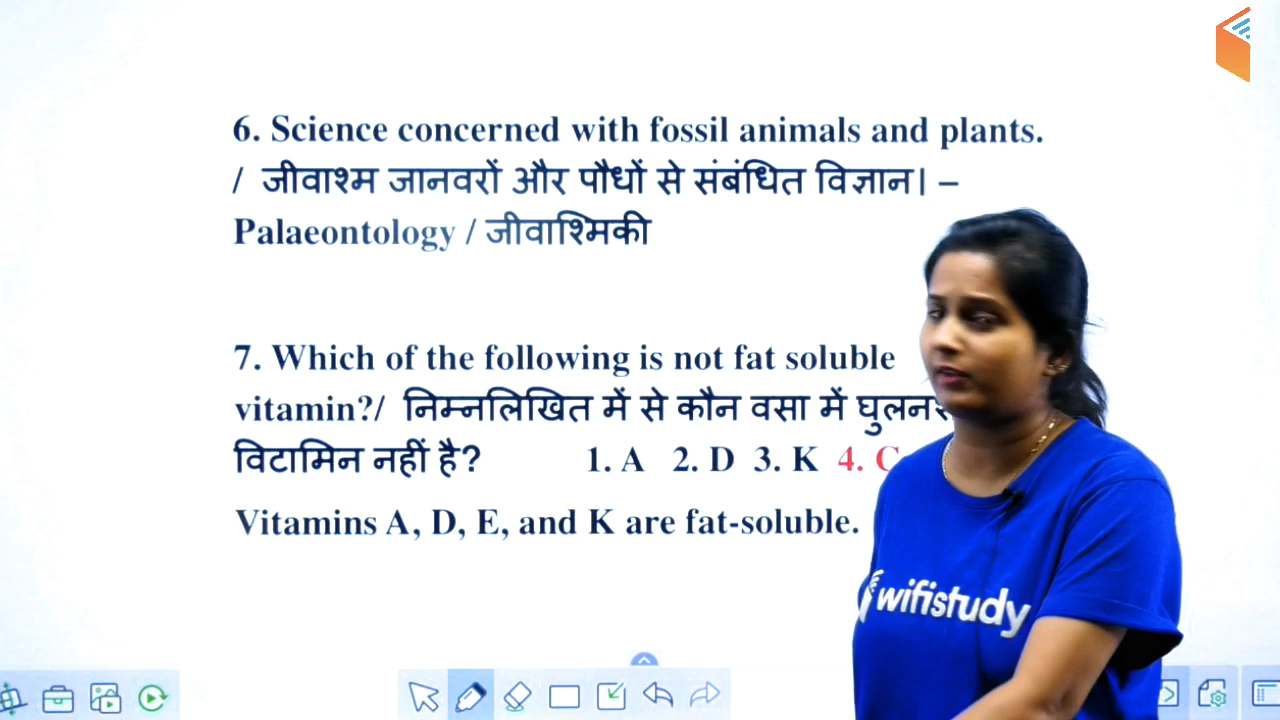 6. Science concerned with fossil animals and plants.
/ जीवाश्म जानवरों और पौधों से संबंधित विज्ञान। –
Palaeontology / जीवाश्मिकी
7. Which of the following is not fat soluble
vitamin?/ निम्नलिखित में से कौन वसा में
विटामिन नहीं है? 1. A 2. D 3. K 4. C
Vitamins A, D, E, and K are fat-soluble.
wifistudy